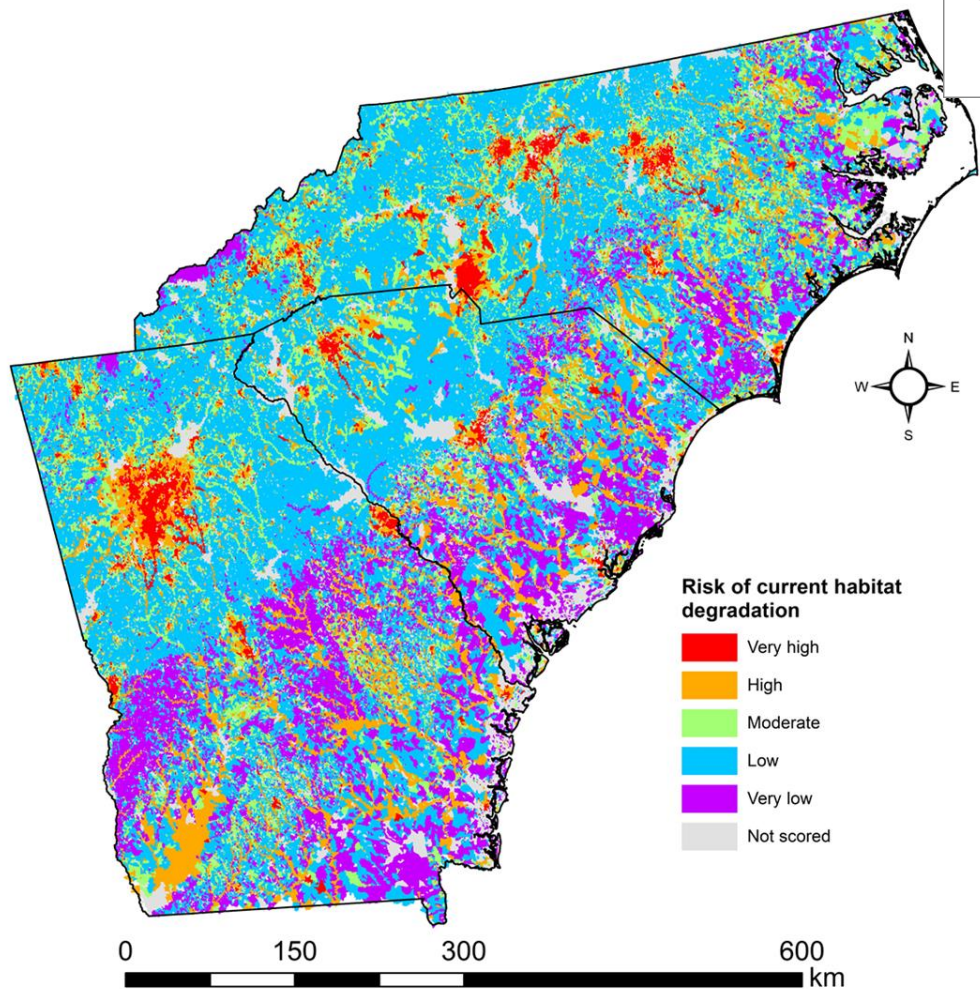 N
W
E
S
Risk of current habitat
degradation
Very high
High
Moderate
Low
Very low
Not scored
0
150
300
600
km